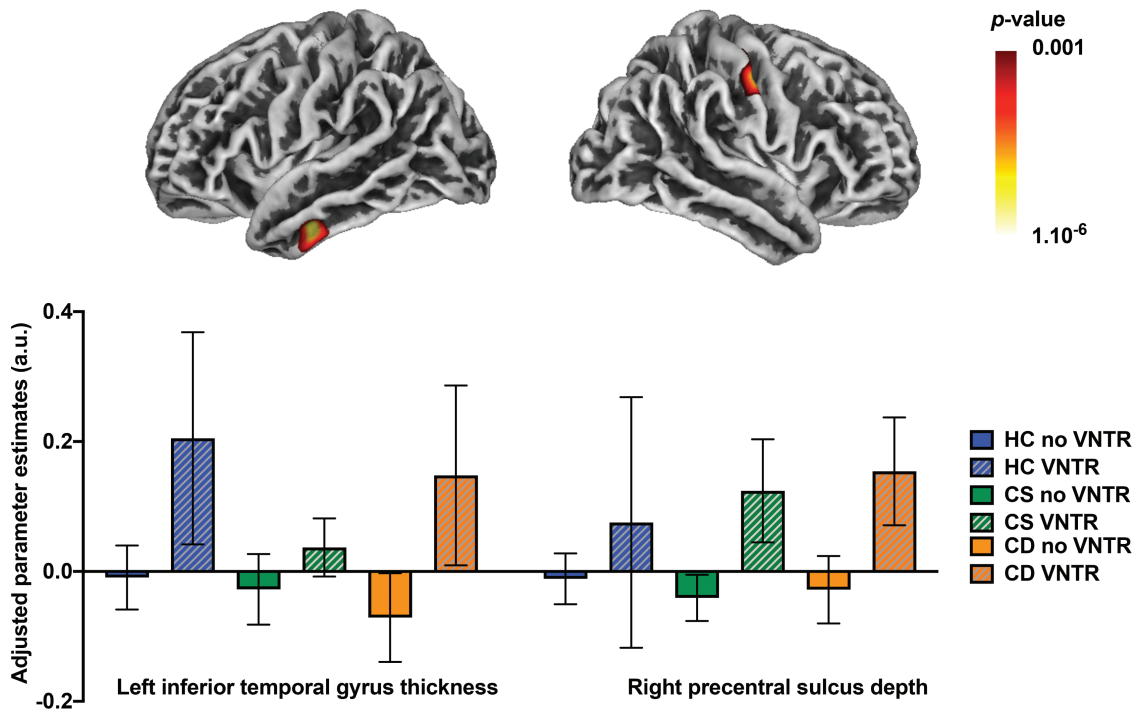 p-value
0.001
1.10-6
Adjusted parameter estimates (a.u.)
0.4
0.2
0.0
-0.2
Left inferior temporal gyrus thickness
Right precentral sulcus depth
HC no VNTR
HC VNTR
CS no VNTR
CS VNTR
CD no VNTR
CD VNTR